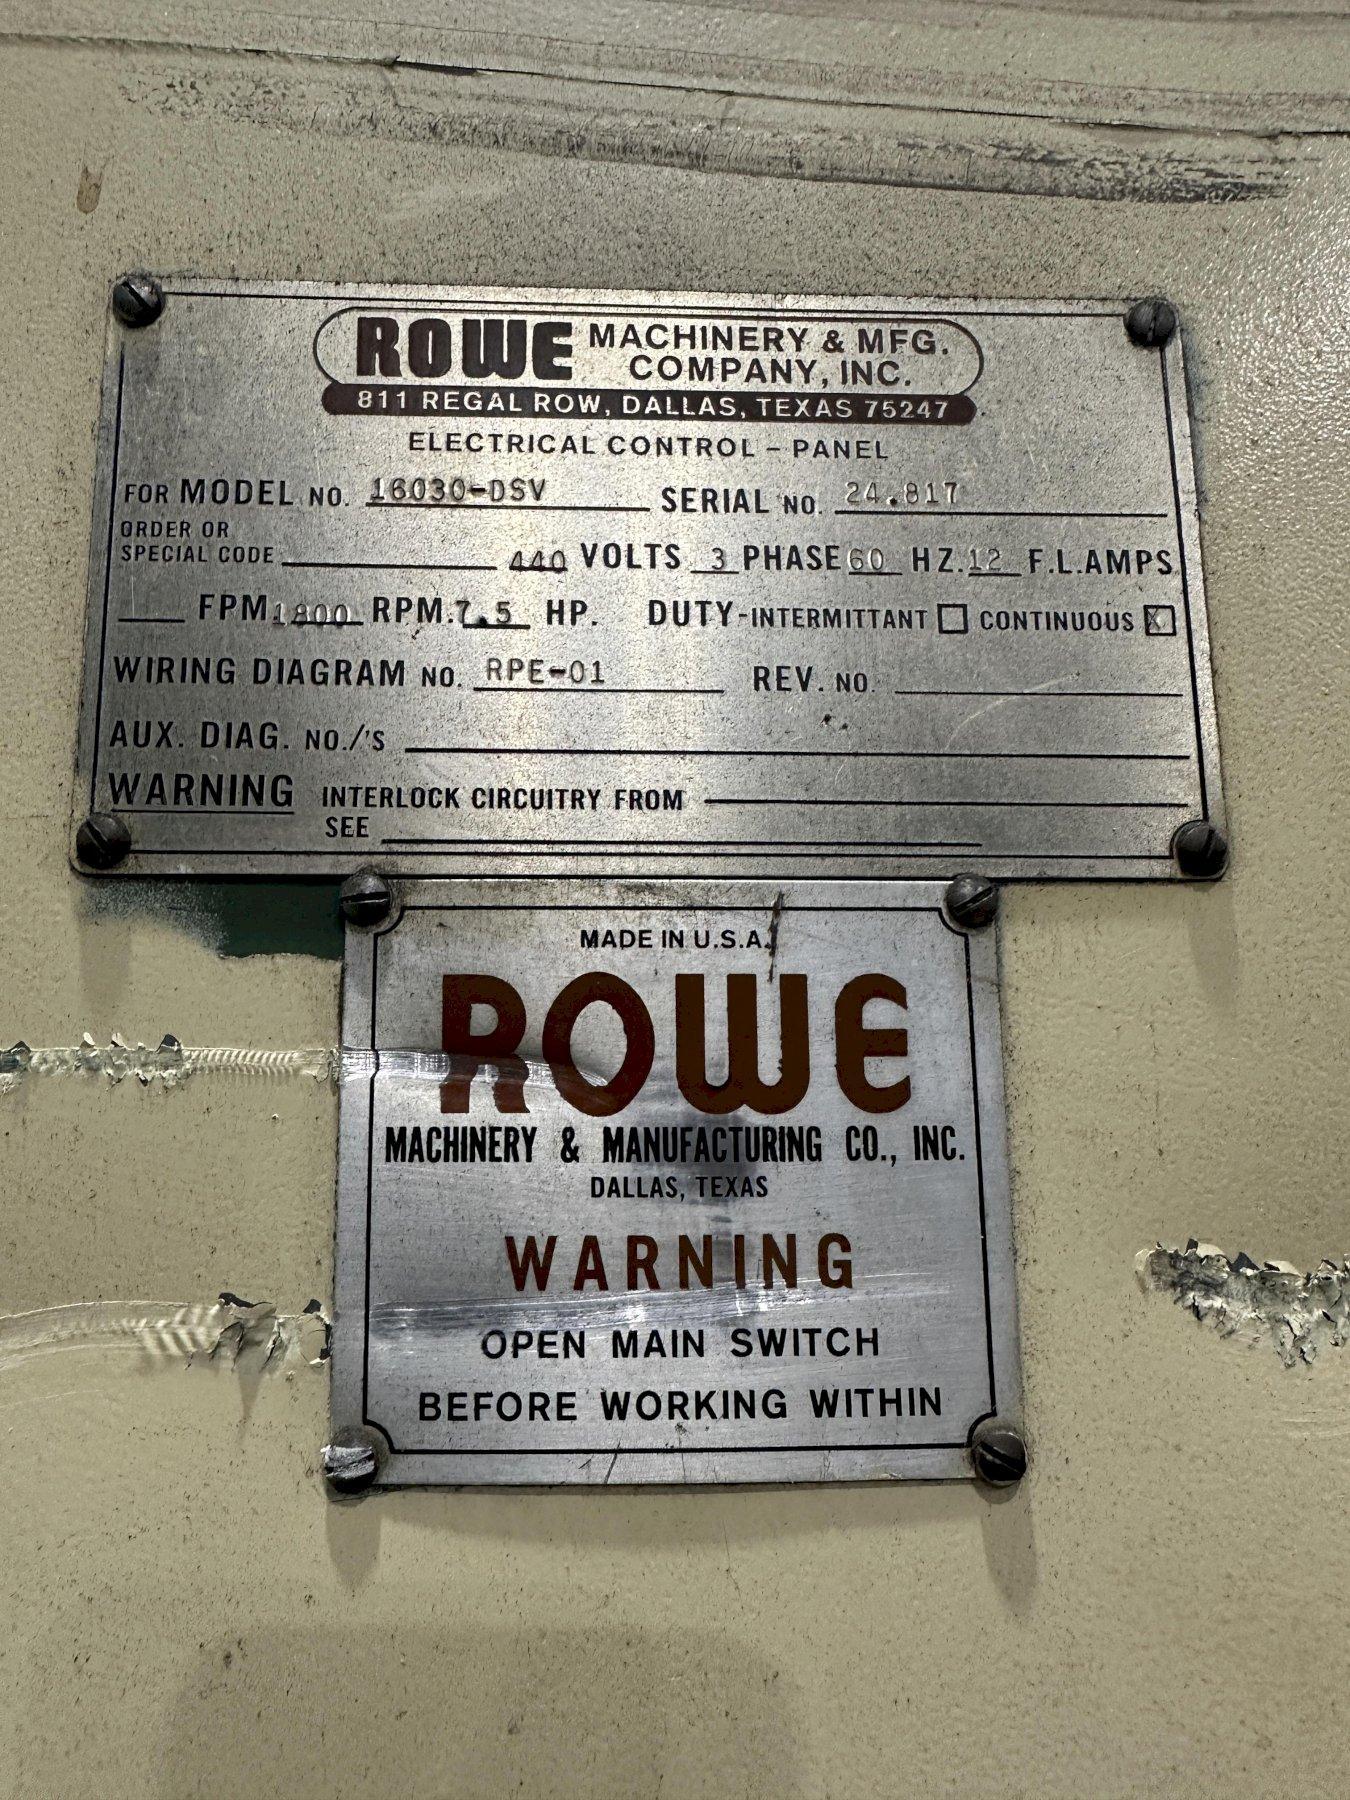 ROWE MACHINERY & MFG.
COMPANY, INC.
811 REGAL ROW, DALLAS, TEXAS 75247
ELECTRICAL CONTROL - PANEL
FOR MODEL NO. 16030-DSV SERIAL NO. 24.817
ORDER OR
SPECIAL CODE 440 VOLTS 3 PHASE 60 HZ. 12 F.L.AMPS
FPM. 1800 RPM. 7.5 HP. DUTY-INTERMITTANT CONTINUOUS X
WIRING DIAGRAM NO. RPE-01 REV. NO.
AUX. DIAG. NO./'S
WARNING INTERLOCK CIRCUITRY FROM
SEE
MADE IN U.S.A.
ROWE
MACHINERY & MANUFACTURING CO., INC.
DALLAS, TEXAS
WARNING
OPEN MAIN SWITCH
BEFORE WORKING WITHIN